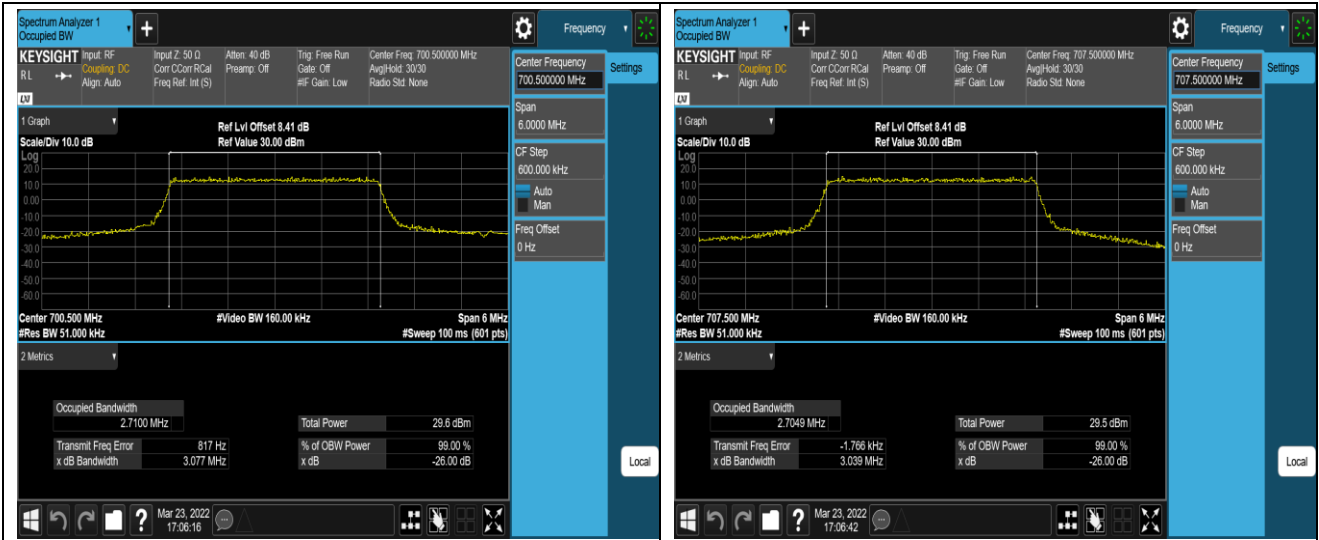 Spectrum Analyzer 1
Occupied BW
+
Frequency
KEYSIGHT
RL
LXI
Input: RF
Coupling: DC
Align: Auto
Input Z: 50 Ω
Corr CCorr RCal
Freq Ref: Int (S)
Atten: 40 dB
Preamp: Off
Trig: Free Run
Gate: Off
#IF Gain: Low
Center Freq: 700.500000 MHz
Avg|Hold: 30/30
Radio Std: None
Center Frequency
700.500000 MHz
Settings
Span
6.0000 MHz
CF Step
600.000 kHz
Auto
Man
Freq Offset
0 Hz
1 Graph
Ref Lvl Offset 8.41 dB
Scale/Div 10.0 dB
Ref Value 30.00 dBm
Log
20.0
10.0
0.00
-10.0
-20.0
-30.0
-40.0
-50.0
-60.0
Center 700.500 MHz
#Video BW 160.00 kHz
Span 6 MHz
#Res BW 51.000 kHz
#Sweep 100 ms (601 pts)
2 Metrics
Occupied Bandwidth
2.7100 MHz
Total Power
29.6 dBm
Transmit Freq Error
817 Hz
% of OBW Power
99.00 %
x dB Bandwidth
3.077 MHz
x dB
-26.00 dB
Local
?
Mar 23, 2022
17:06:16
Spectrum Analyzer 1
Occupied BW
+
Frequency
KEYSIGHT
RL
LXI
Input: RF
Coupling: DC
Align: Auto
Input Z: 50 Ω
Corr CCorr RCal
Freq Ref: Int (S)
Atten: 40 dB
Preamp: Off
Trig: Free Run
Gate: Off
#IF Gain: Low
Center Freq: 707.500000 MHz
Avg|Hold: 30/30
Radio Std: None
Center Frequency
707.500000 MHz
Settings
Span
6.0000 MHz
CF Step
600.000 kHz
Auto
Man
Freq Offset
0 Hz
1 Graph
Ref Lvl Offset 8.41 dB
Scale/Div 10.0 dB
Ref Value 30.00 dBm
Log
20.0
10.0
0.00
-10.0
-20.0
-30.0
-40.0
-50.0
-60.0
Center 707.500 MHz
#Video BW 160.00 kHz
Span 6 MHz
#Res BW 51.000 kHz
#Sweep 100 ms (601 pts)
2 Metrics
Occupied Bandwidth
2.7049 MHz
Total Power
29.5 dBm
Transmit Freq Error
-1.766 kHz
% of OBW Power
99.00 %
x dB Bandwidth
3.039 MHz
x dB
-26.00 dB
Local
?
Mar 23, 2022
17:06:42